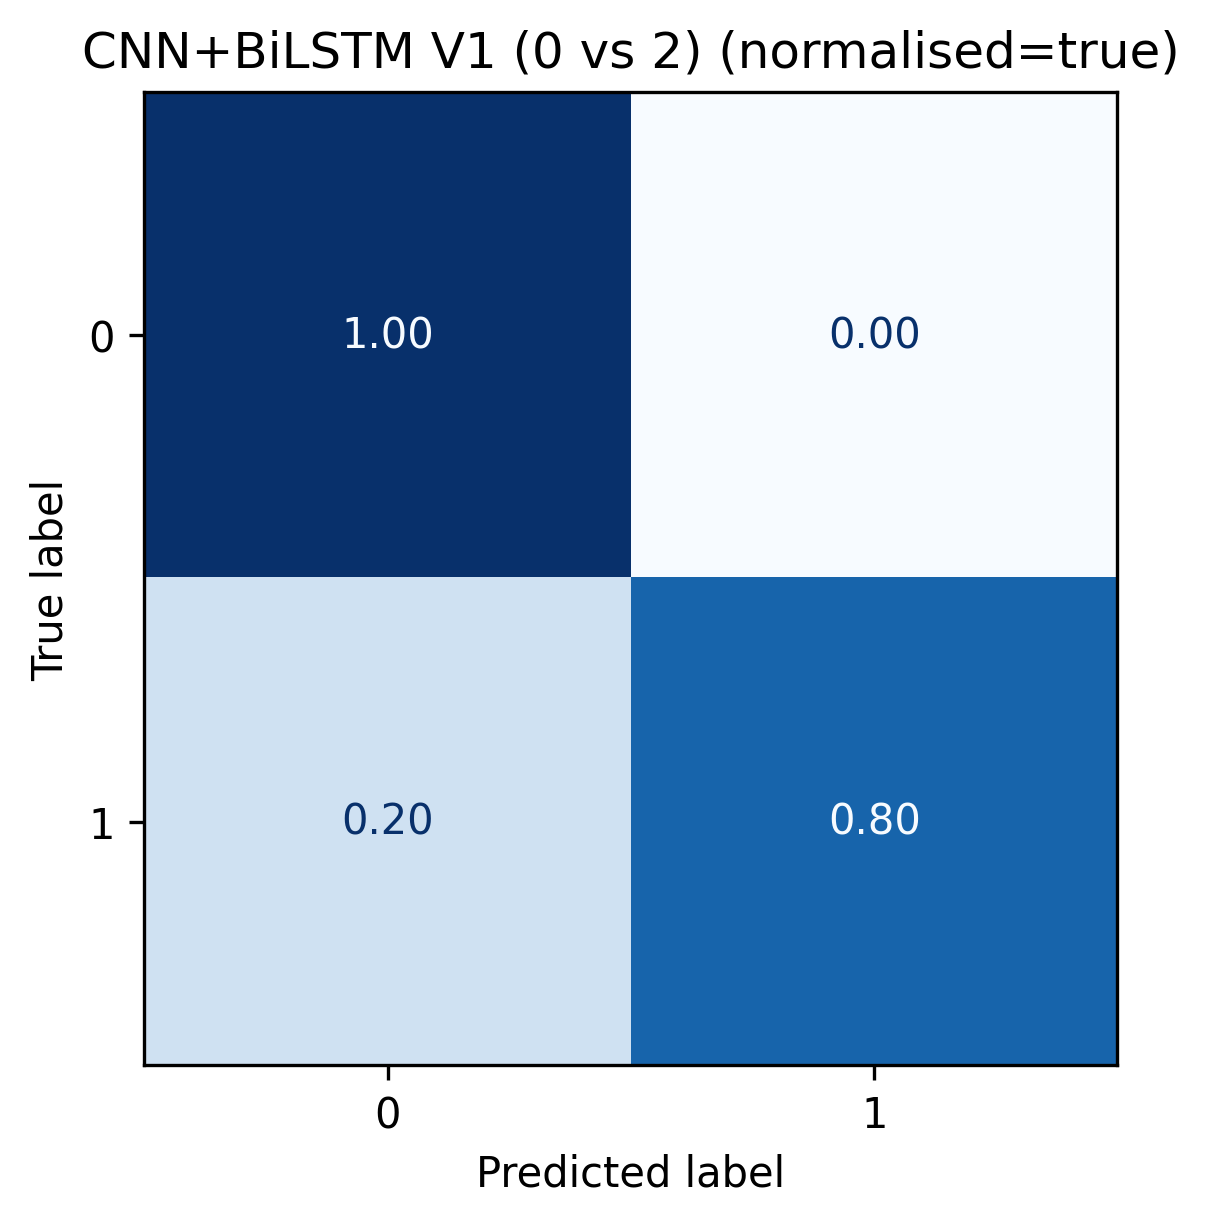 CNN+BiLSTM V1 (0 vs 2) (normalised=true)
True label
0
1.00
0.00
1
0.20
0.80
0
1
Predicted label